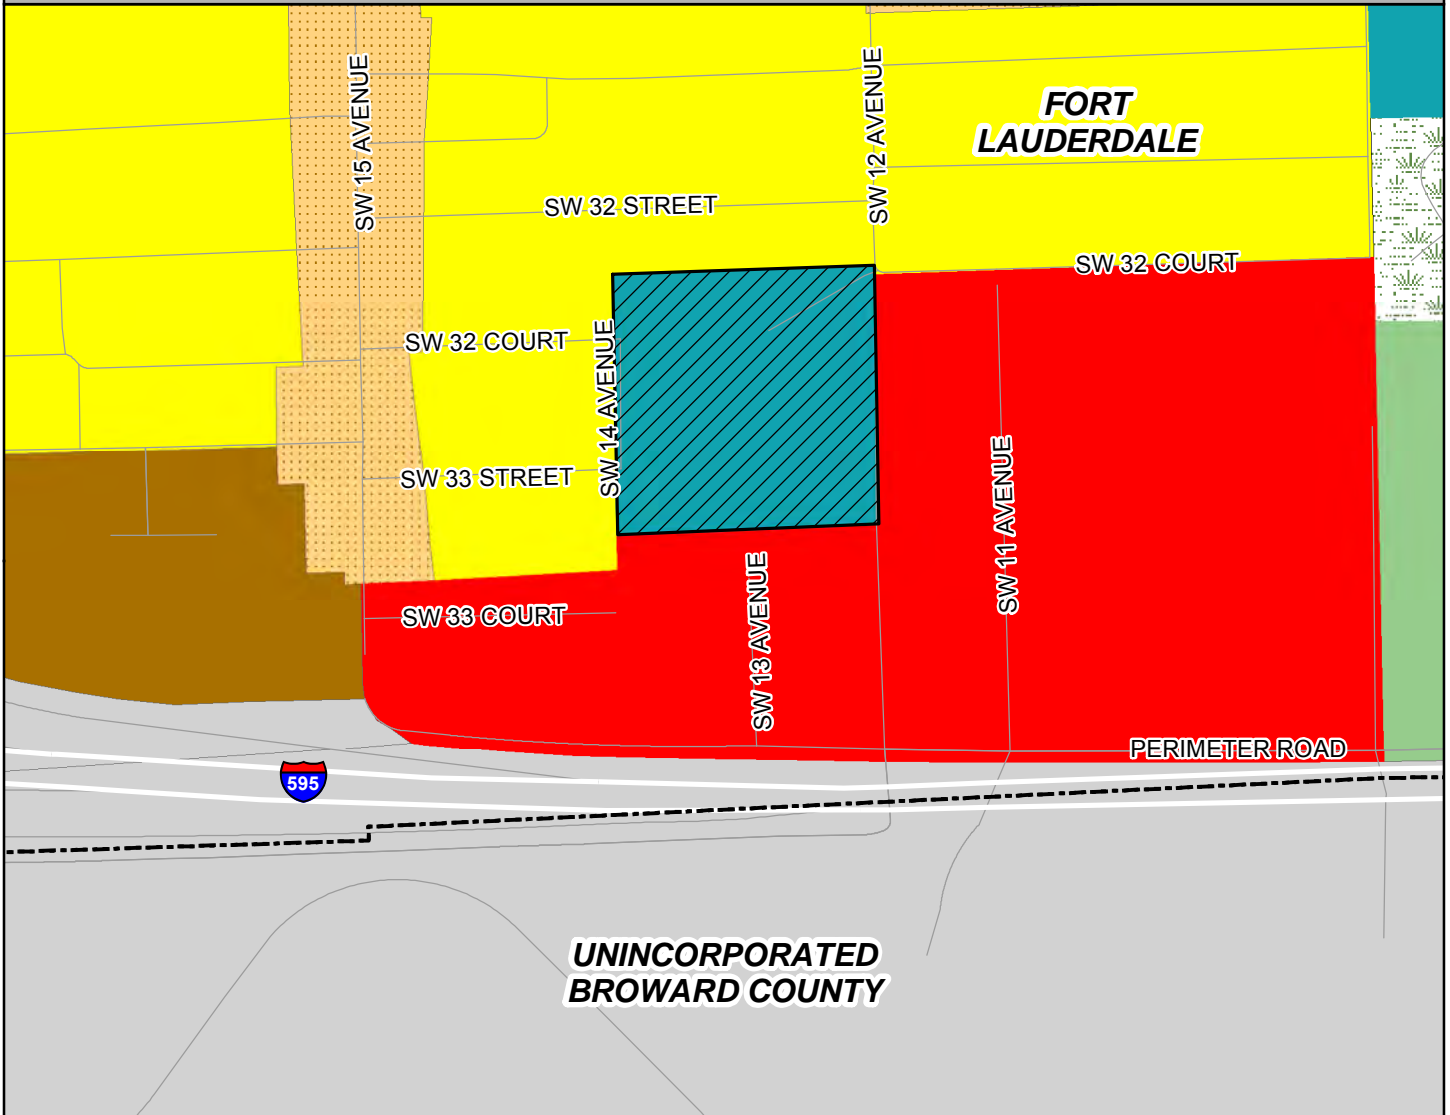 SW 15 AVENUE
SW 12 AVENUE
FORT
LAUDERDALE
SW 32 STREET
SW 32 COURT
SW 32 COURT
SW 14 AVENUE
SW 33 STREET
SW 11 AVENUE
SW 33 COURT
SW 13 AVENUE
PERIMETER ROAD
595
UNINCORPORATED
BROWARD COUNTY